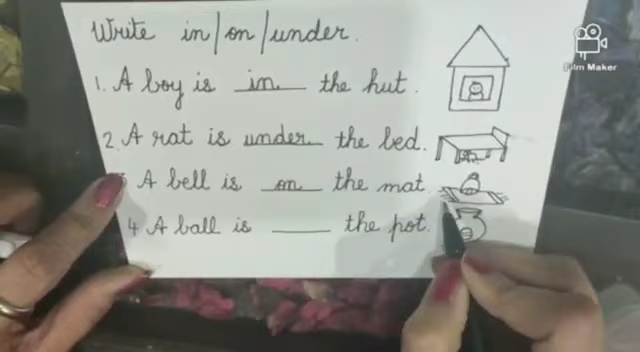 Write in/on/under.
1. A boy is in the hut.
2. A rat is under the bed.
3 A bell is on the mat.
4 A ball is ____ the pot.
Film Maker